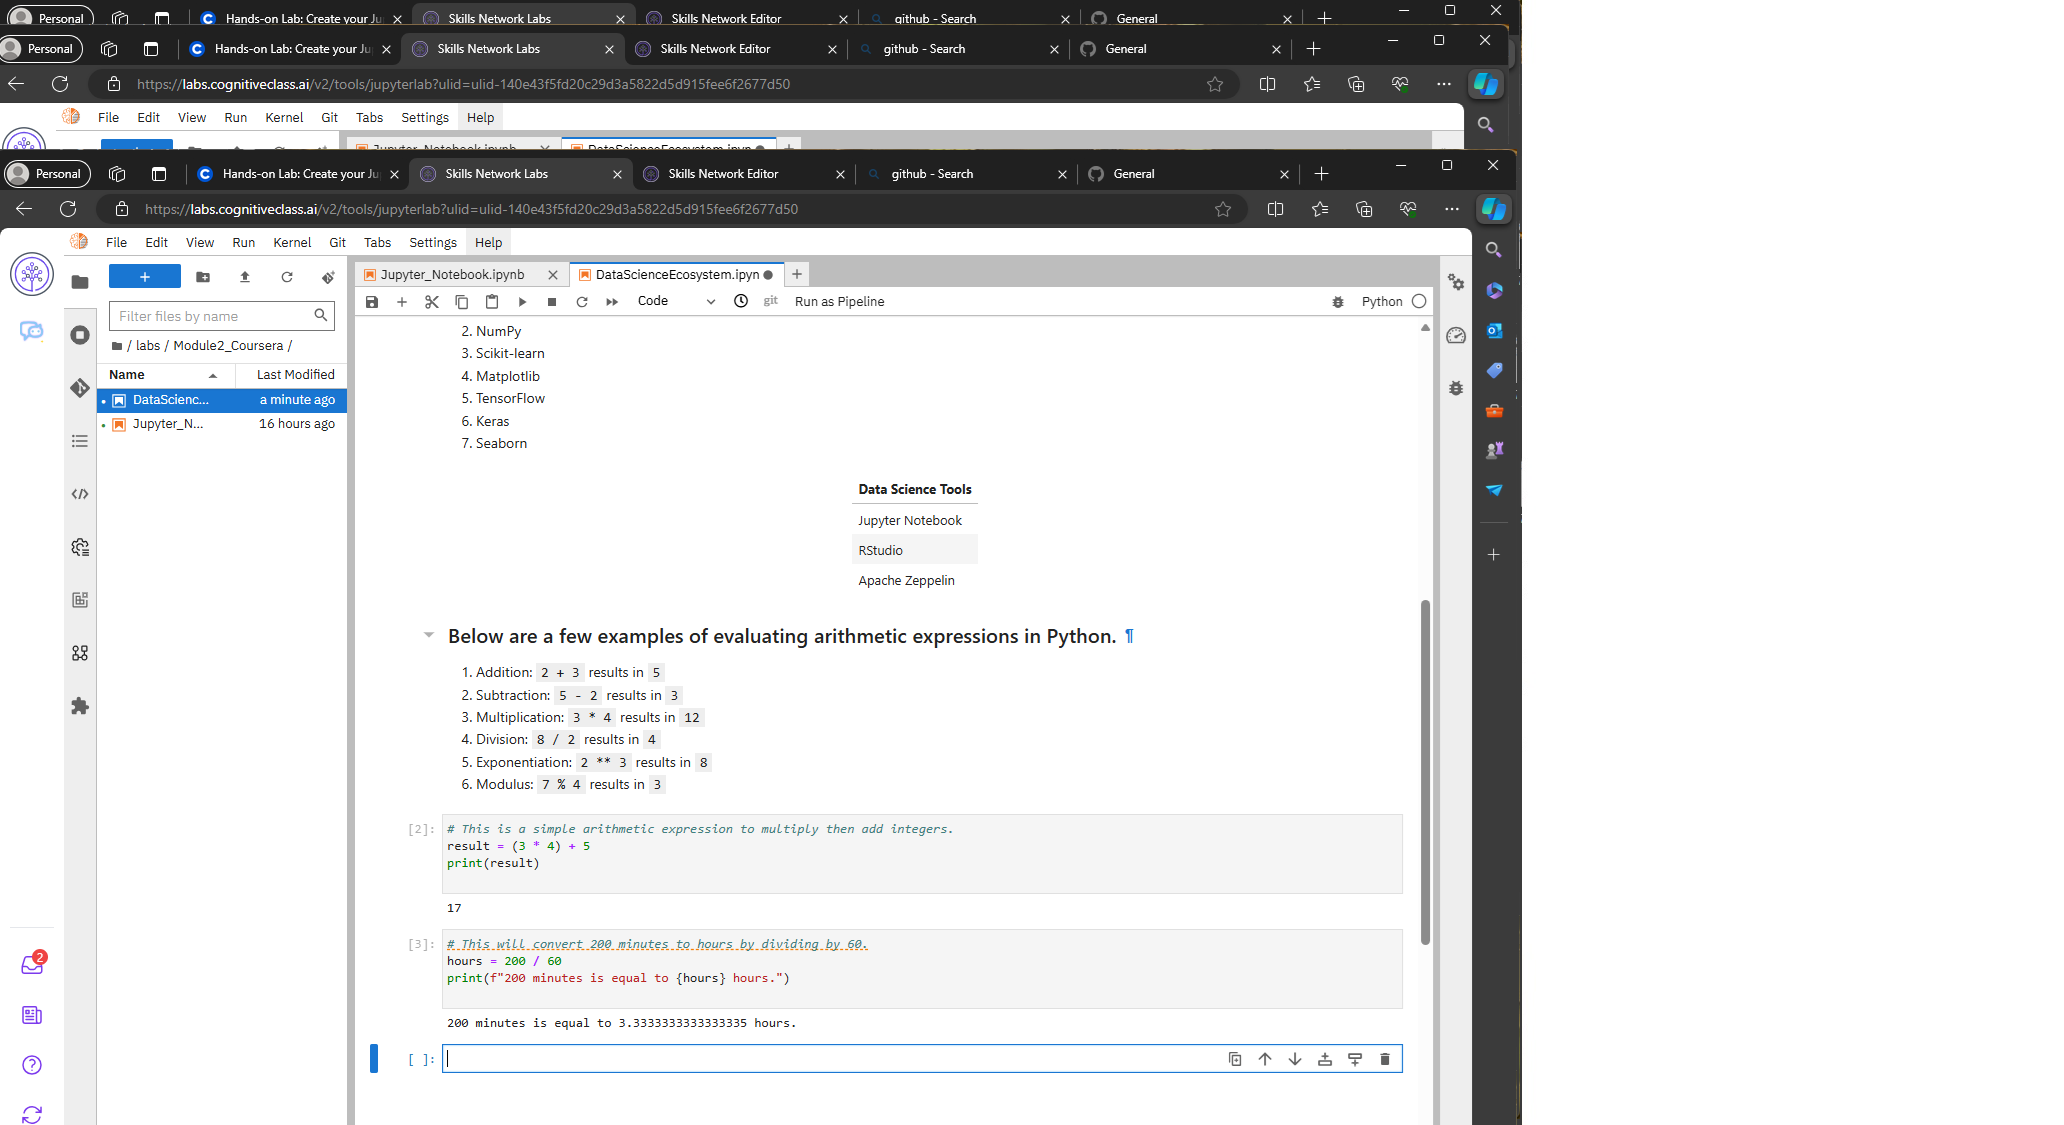 Personal
Hands-on Lab: Create your Ju
Skills Network Labs
Skills Network Editor
github - Search
General
Personal
Hands-on Lab: Create your Ju
Skills Network Labs
Skills Network Editor
github - Search
General
https://labs.cognitiveclass.ai/v2/tools/jupyterlab?ulid=ulid-140e43f5fd20c29d3a5822d5d915fee6f2677d50
File Edit View Run Kernel Git Tabs Settings Help
Jupyter_Notebook.ipynb
DataScienceEcosystem.ipyn
Personal
Hands-on Lab: Create your Ju
Skills Network Labs
Skills Network Editor
github - Search
General
https://labs.cognitiveclass.ai/v2/tools/jupyterlab?ulid=ulid-140e43f5fd20c29d3a5822d5d915fee6f2677d50
File Edit View Run Kernel Git Tabs Settings Help
Jupyter_Notebook.ipynb
DataScienceEcosystem.ipyn
Code
git
Run as Pipeline
Python
Filter files by name
/ labs / Module2_Coursera /
Name Last Modified
DataScienc... a minute ago
Jupyter_N... 16 hours ago
2
2. NumPy
3. Scikit-learn
4. Matplotlib
5. TensorFlow
6. Keras
7. Seaborn
Data Science Tools
Jupyter Notebook
RStudio
Apache Zeppelin
Below are a few examples of evaluating arithmetic expressions in Python. ¶
1. Addition: 2 + 3 results in 5
2. Subtraction: 5 - 2 results in 3
3. Multiplication: 3 * 4 results in 12
4. Division: 8 / 2 results in 4
5. Exponentiation: 2 ** 3 results in 8
6. Modulus: 7 % 4 results in 3
[2]: # This is a simple arithmetic expression to multiply then add integers.
result = (3 * 4) + 5
print(result)
17
[3]: # This will convert 200 minutes to hours by dividing by 60.
hours = 200 / 60
print(f"200 minutes is equal to {hours} hours.")
200 minutes is equal to 3.3333333333333335 hours.
[ ]: